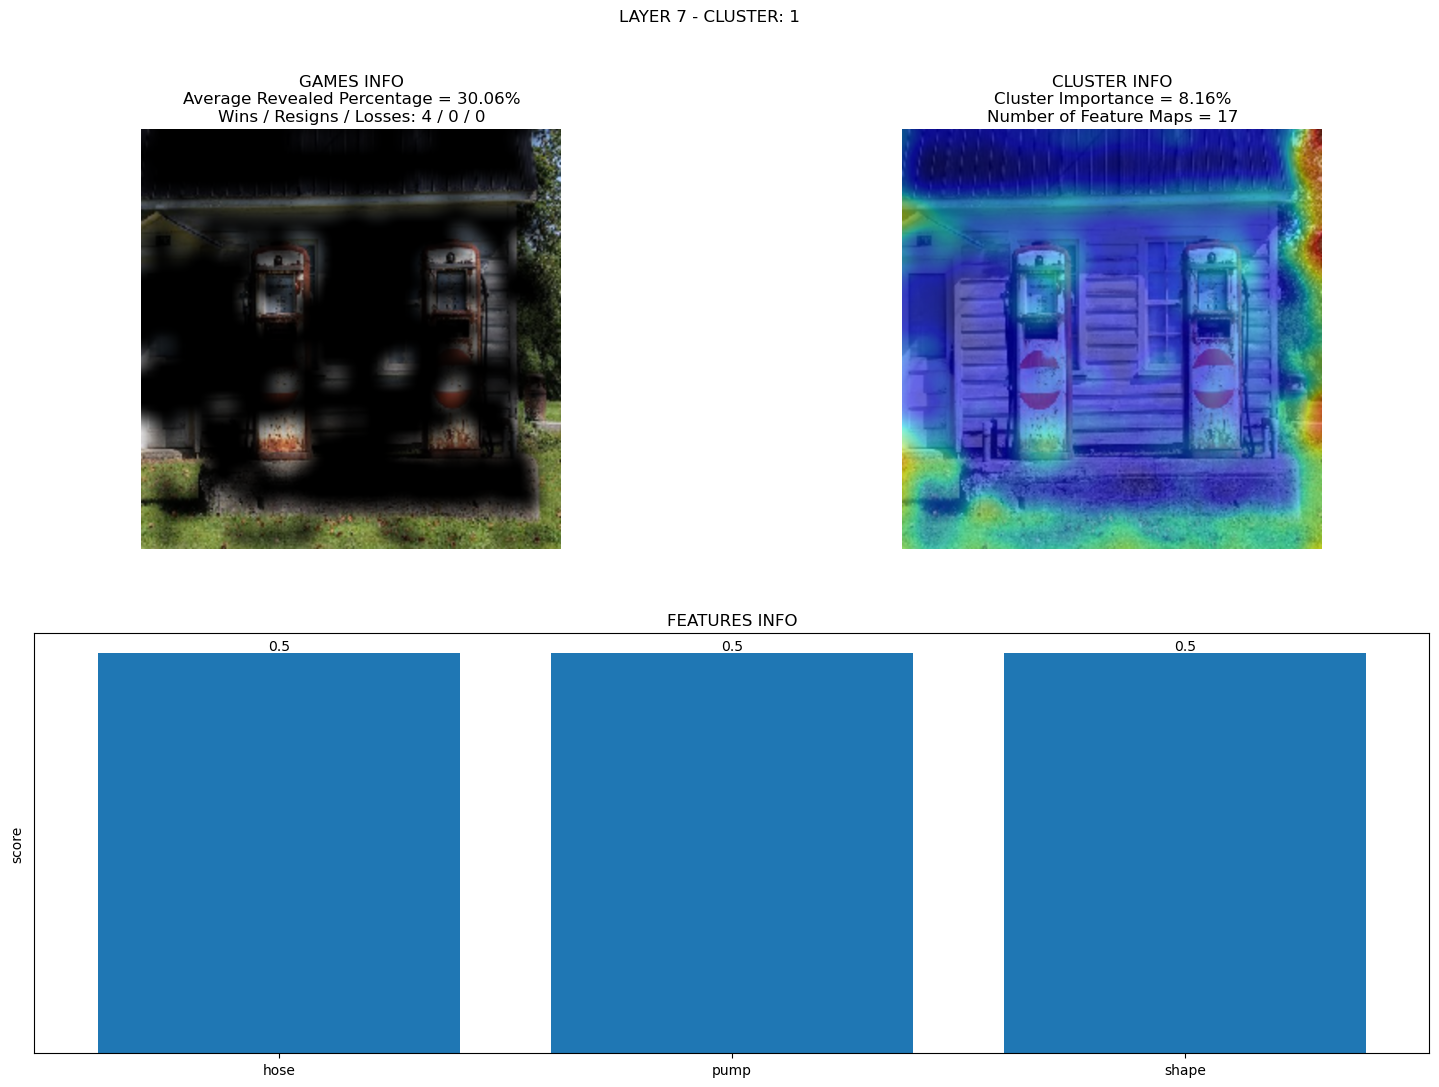 LAYER 7 - CLUSTER: 1
GAMES INFO
Average Revealed Percentage = 30.06%
Wins / Resigns / Losses: 4 / 0 / 0
CLUSTER INFO
Cluster Importance = 8.16%
Number of Feature Maps = 17
FEATURES INFO
0.5
0.5
0.5
score
hose
pump
shape